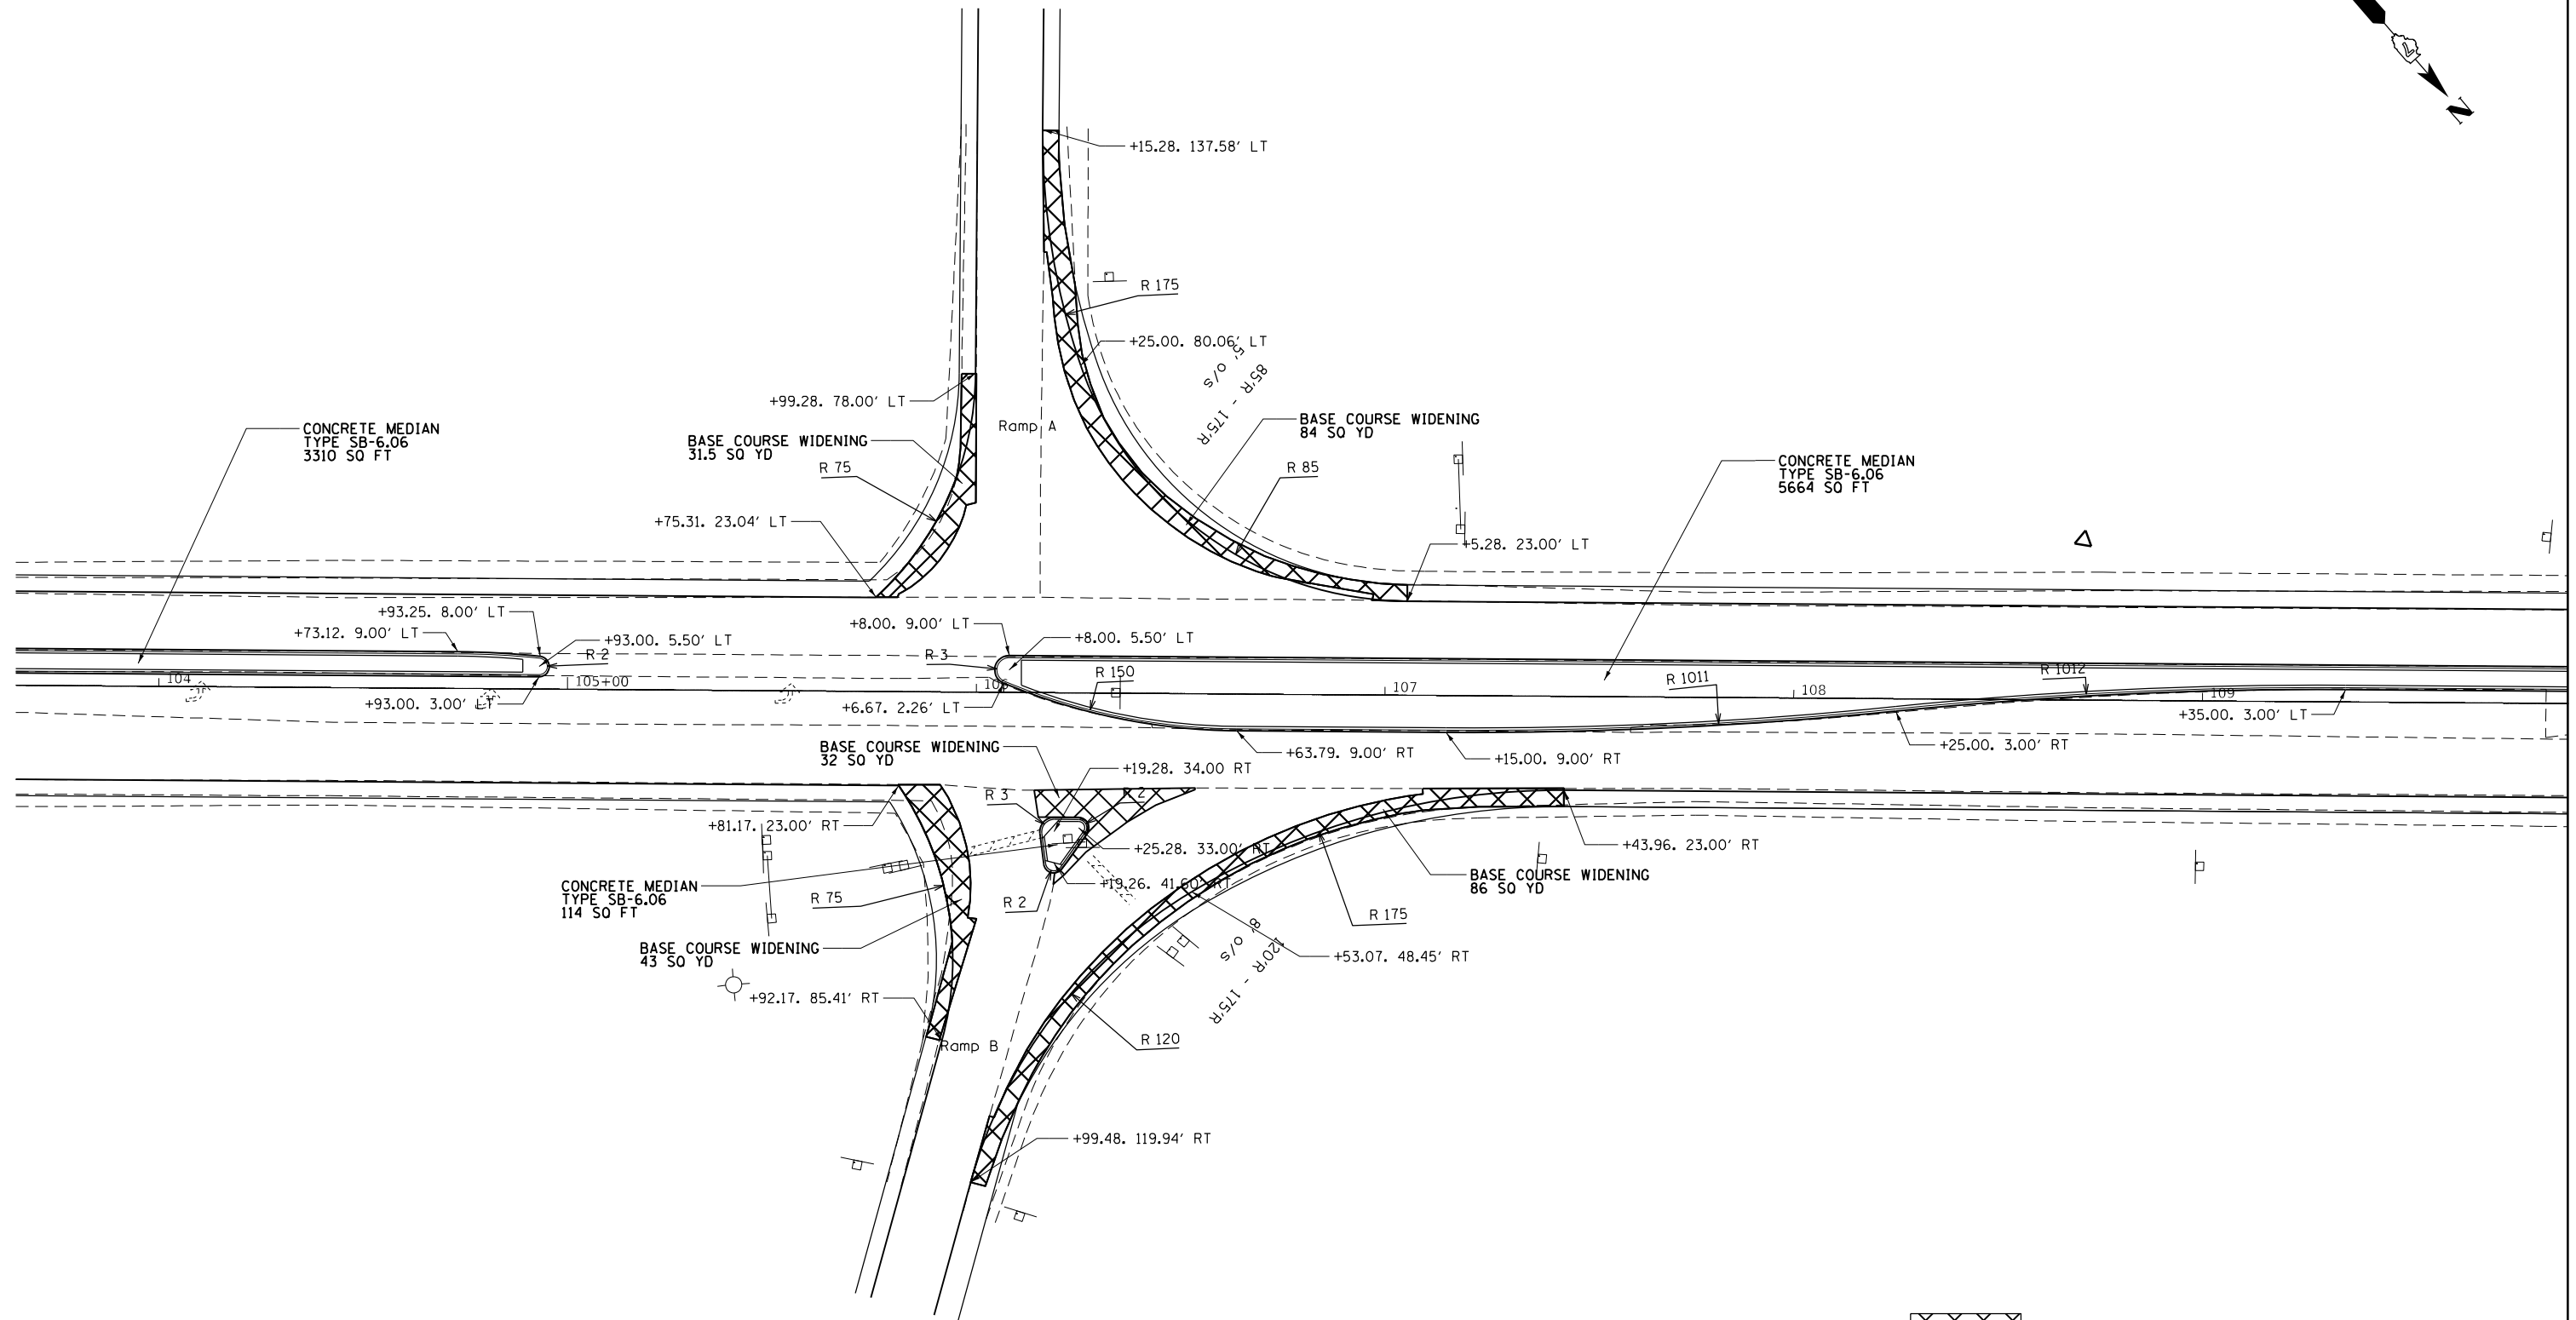 N
+15.28. 137.58' LT
R 175
+25.00. 80.06' LT
5' o/s
85'R - 175'R
+99.28. 78.00' LT
Ramp A
BASE COURSE WIDENING
84 SQ YD
CONCRETE MEDIAN
TYPE SB-6.06
3310 SQ FT
BASE COURSE WIDENING
31.5 SQ YD
R 75
R 85
CONCRETE MEDIAN
TYPE SB-6.06
5664 SQ FT
+75.31. 23.04' LT
+5.28. 23.00' LT
+93.25. 8.00' LT
+73.12. 9.00' LT
+93.00. 5.50' LT
R 2
+8.00. 9.00' LT
+8.00. 5.50' LT
R 3
R 150
R 1011
R 1012
104
105+00
106
107
108
109
+93.00. 3.00' LT
+6.67. 2.26' LT
+35.00. 3.00' LT
+63.79. 9.00' RT
+15.00. 9.00' RT
+25.00. 3.00' RT
BASE COURSE WIDENING
32 SQ YD
+19.28. 34.00 RT
R 3
R 2
+81.17. 23.00' RT
+25.28. 33.00' RT
+43.96. 23.00' RT
+19.26. 41.60' RT
CONCRETE MEDIAN
TYPE SB-6.06
114 SQ FT
R 75
R 2
BASE COURSE WIDENING
86 SQ YD
R 175
BASE COURSE WIDENING
43 SQ YD
8' o/s
120'R - 175'R
+53.07. 48.45' RT
+92.17. 85.41' RT
R 120
Ramp B
+99.48. 119.94' RT